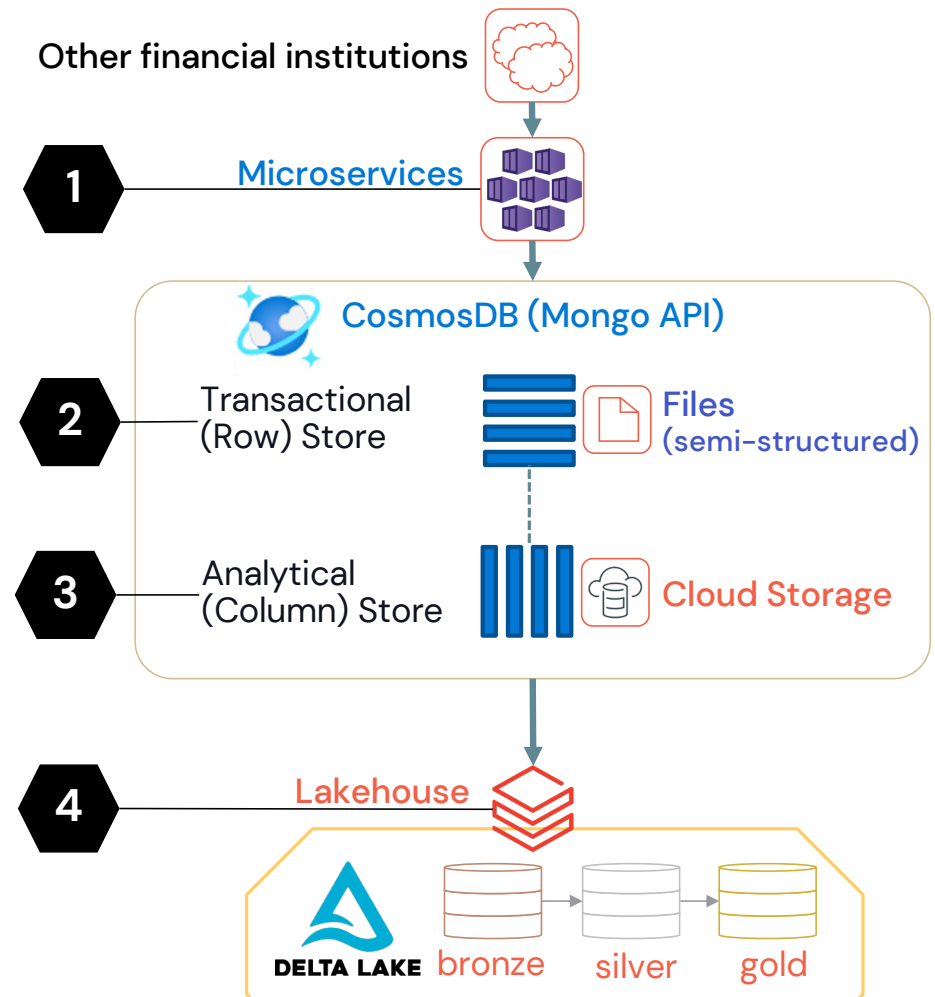 Other financial institutions
1
Microservices
CosmosDB (Mongo API)
2
Transactional
(Row) Store
Files
(semi-structured)
3
Analytical
(Column) Store
Cloud Storage
4
Lakehouse
DELTA LAKE
bronze
silver
gold